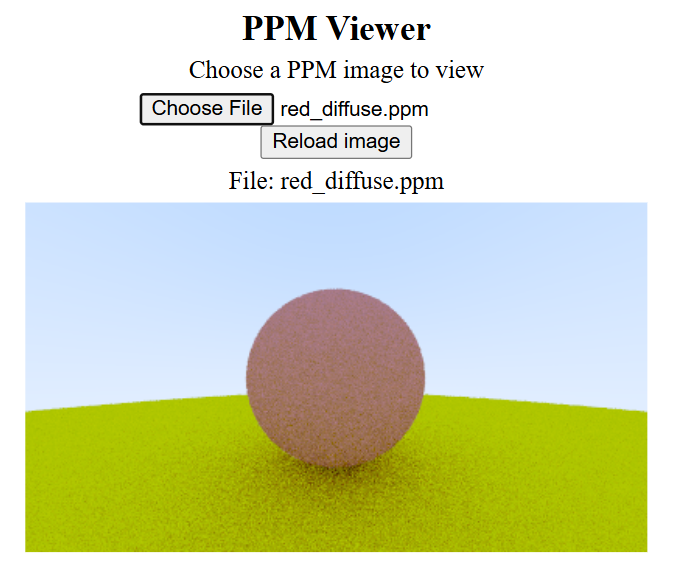 PPM Viewer
Choose a PPM image to view
Choose File red_diffuse.ppm
Reload image
File: red_diffuse.ppm